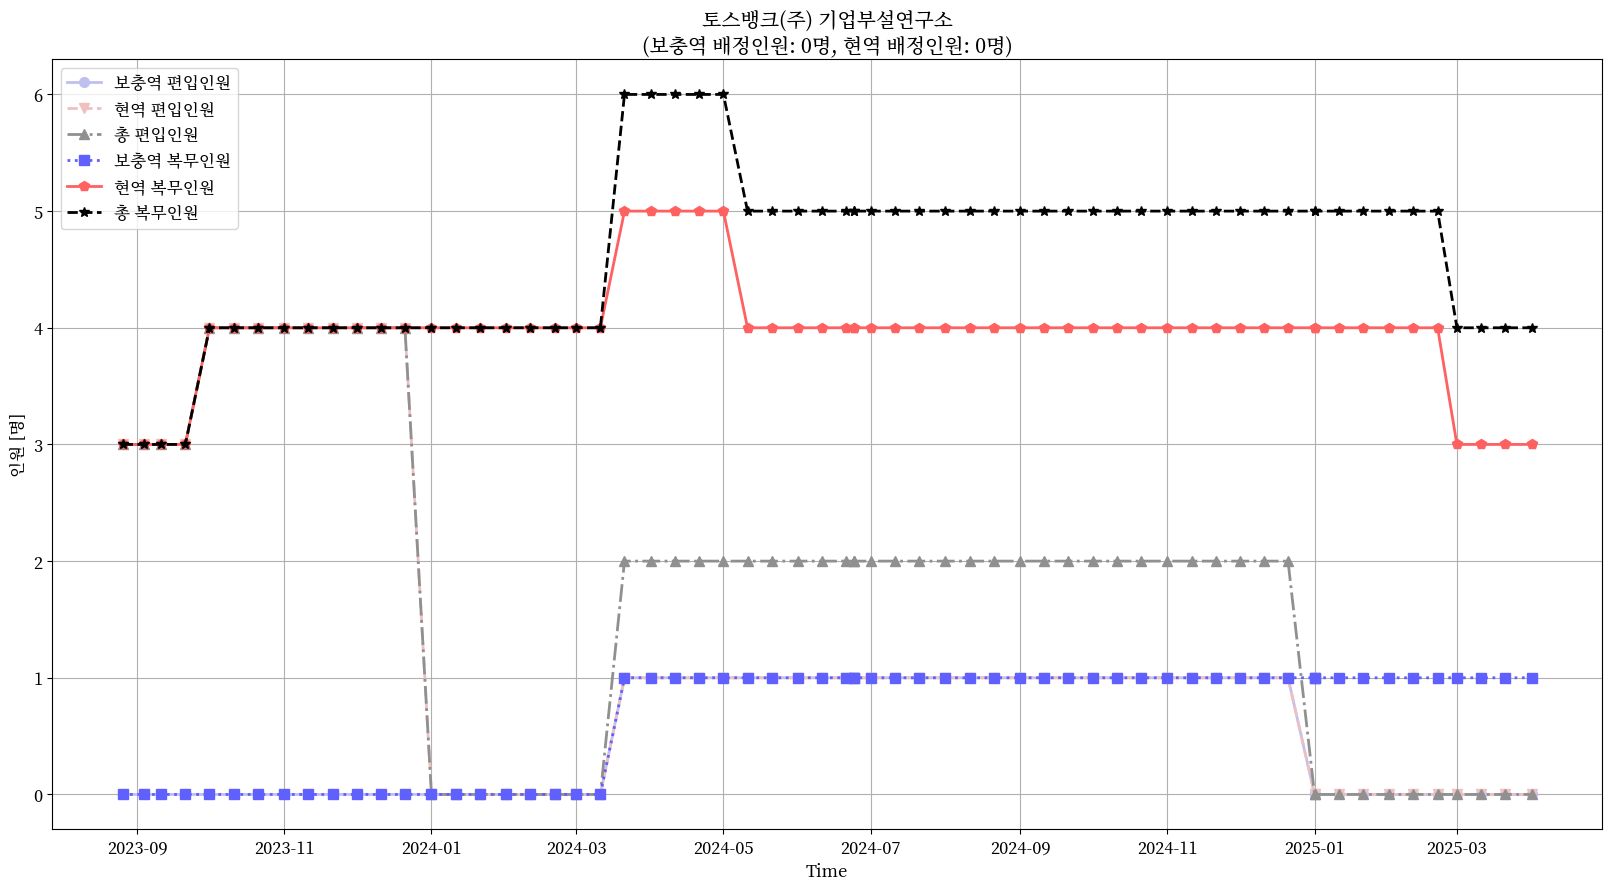 토스뱅크(주) 기업부설연구소
(보충역 배정인원: 0명, 현역 배정인원: 0명)
보충역 편입인원
현역 편입인원
총 편입인원
보충역 복무인원
현역 복무인원
총 복무인원
인원 [명]
6
5
4
3
2
1
0
2023-09
2023-11
2024-01
2024-03
2024-05
2024-07
2024-09
2024-11
2025-01
2025-03
Time